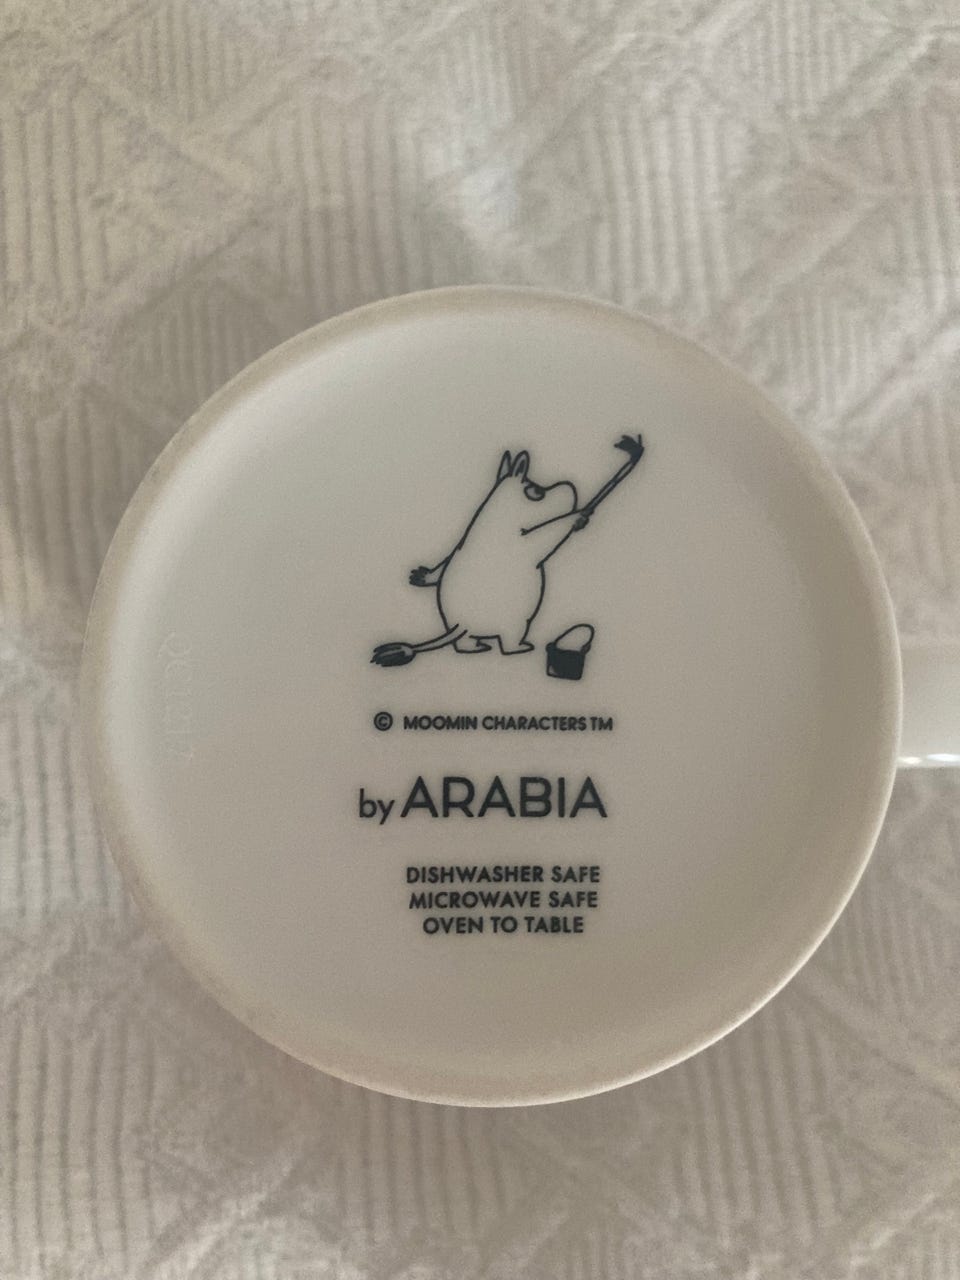 © MOOMIN CHARACTERS TM
by ARABIA
DISHWASHER SAFE
MICROWAVE SAFE
OVEN TO TABLE